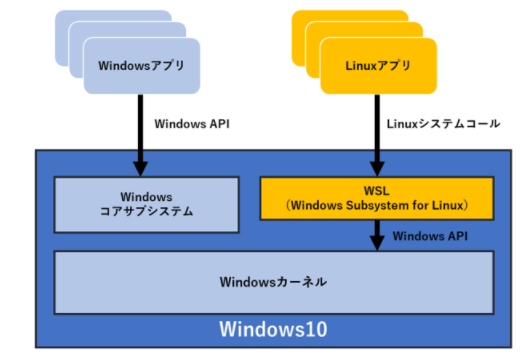 Windowsアプリ
Linuxアプリ
Windows API
Linuxシステムコール
Windows
コアサブシステム
WSL
（Windows Subsystem for Linux）
Windows API
Windowsカーネル
Windows10